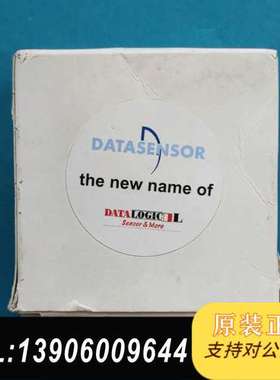 DATASENSOR
the new name of
DATALOGIC
Sensor & More
原装正
支持对公
L:13906009644